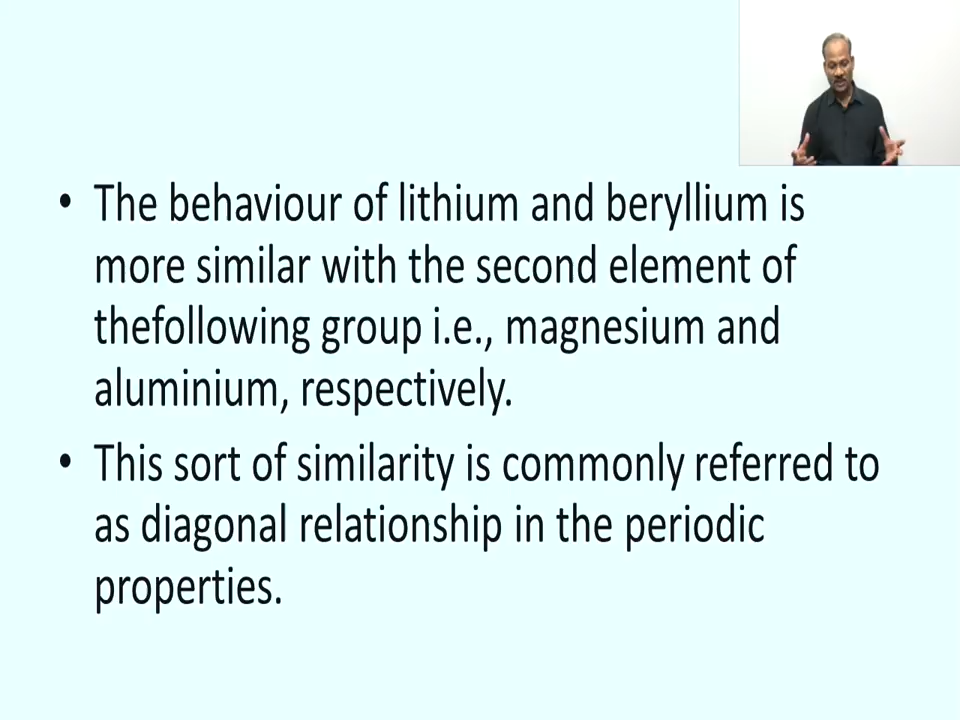 • The behaviour of lithium and beryllium is
more similar with the second element of
thefollowing group i.e., magnesium and
aluminium, respectively.
• This sort of similarity is commonly referred to
as diagonal relationship in the periodic
properties.